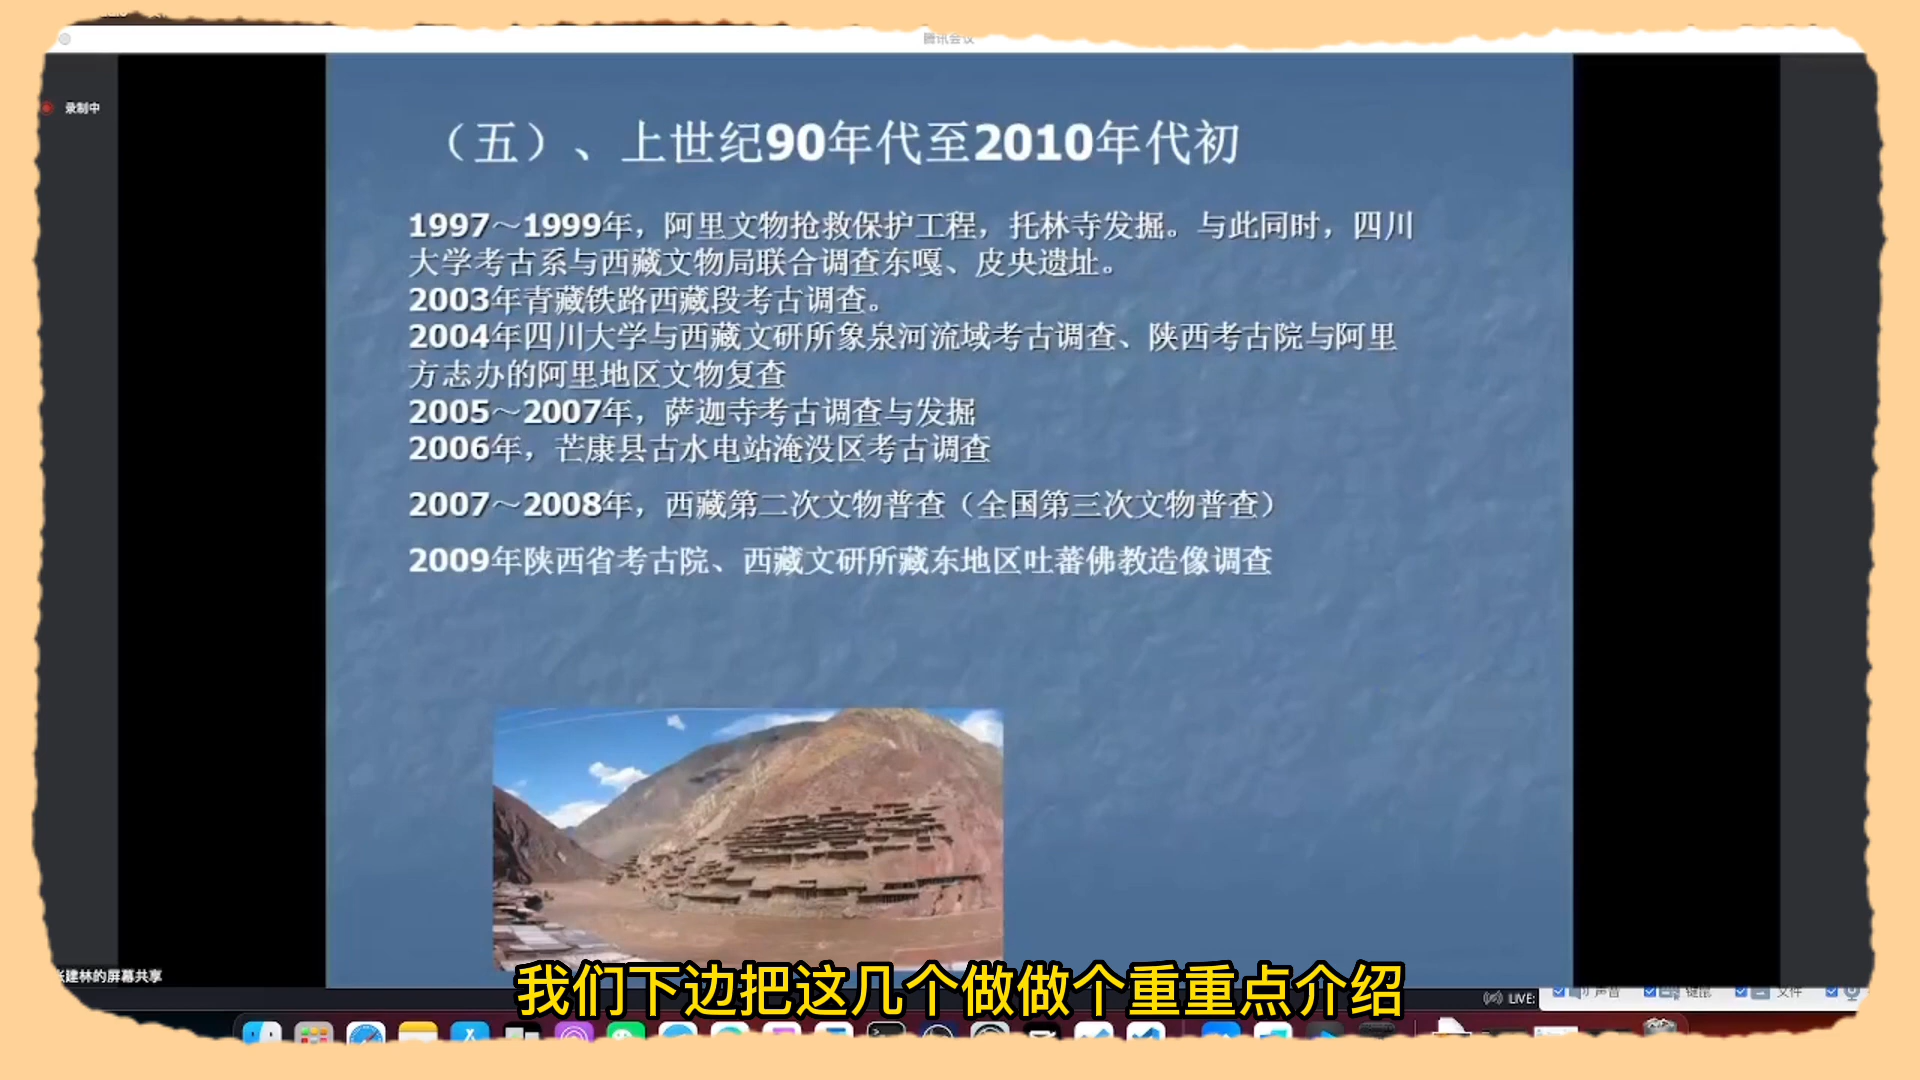 腾讯会议
录制中
（五）、上世纪90年代至2010年代初
1997～1999年，阿里文物抢救保护工程，托林寺发掘。与此同时，四川
大学考古系与西藏文物局联合调查东嘎、皮央遗址。
2003年青藏铁路西藏段考古调查。
2004年四川大学与西藏文研所象泉河流域考古调查、陕西考古院与阿里
方志办的阿里地区文物复查
2005～2007年，萨迦寺考古调查与发掘
2006年，芒康县古水电站淹没区考古调查
2007～2008年，西藏第二次文物普查（全国第三次文物普查）
2009年陕西省考古院、西藏文研所藏东地区吐蕃佛教造像调查
张建林的屏幕共享
我们下边把这几个做做个重重点介绍
LIVE:
声音
键鼠
文件